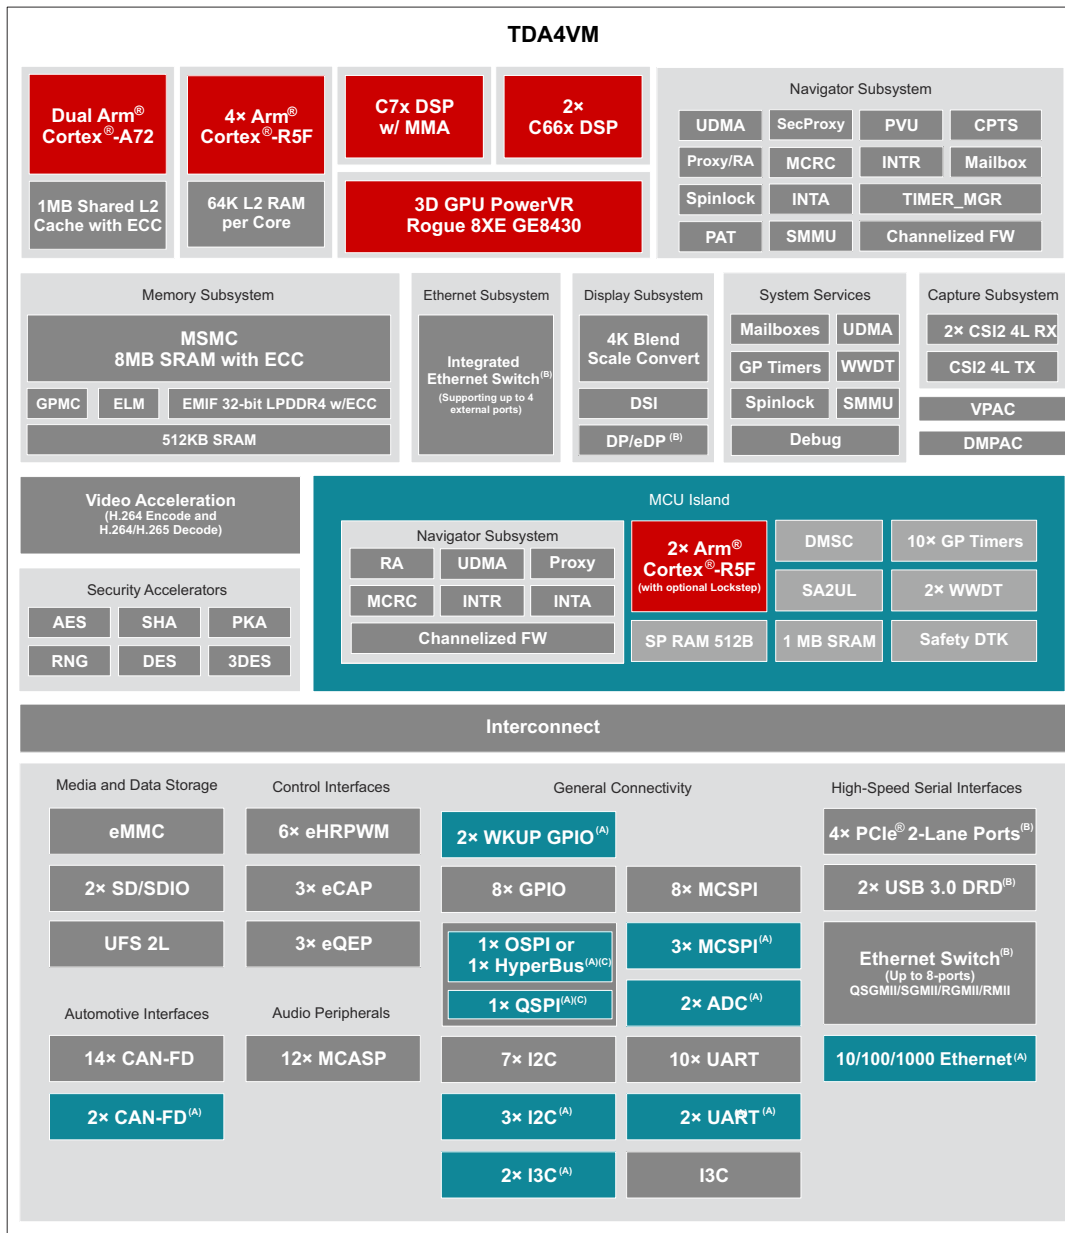 TDA4VM
Dual Arm®
Cortex®-A72
1MB Shared L2
Cache with ECC
4× Arm®
Cortex®-R5F
64K L2 RAM
per Core
C7x DSP
w/ MMA
2×
C66x DSP
3D GPU PowerVR
Rogue 8XE GE8430
Navigator Subsystem
UDMA
SecProxy
PVU
CPTS
Proxy/RA
MCRC
INTR
Mailbox
Spinlock
INTA
TIMER_MGR
PAT
SMMU
Channelized FW
Memory Subsystem
MSMC
8MB SRAM with ECC
GPMC
ELM
EMIF 32-bit LPDDR4 w/ECC
512KB SRAM
Ethernet Subsystem
Integrated
Ethernet Switch(B)
(Supporting up to 4
external ports)
Display Subsystem
4K Blend
Scale Convert
DSI
DP/eDP (B)
System Services
Mailboxes
UDMA
GP Timers
WWDT
Spinlock
SMMU
Debug
Capture Subsystem
2× CSI2 4L RX
CSI2 4L TX
VPAC
DMPAC
Video Acceleration
(H.264 Encode and
H.264/H.265 Decode)
Security Accelerators
AES
SHA
PKA
RNG
DES
3DES
MCU Island
Navigator Subsystem
RA
UDMA
Proxy
MCRC
INTR
INTA
Channelized FW
2× Arm®
Cortex®-R5F
(with optional Lockstep)
DMSC
10× GP Timers
SA2UL
2× WWDT
SP RAM 512B
1 MB SRAM
Safety DTK
Interconnect
Media and Data Storage
eMMC
2× SD/SDIO
UFS 2L
Automotive Interfaces
14× CAN-FD
2× CAN-FD(A)
Control Interfaces
6× eHRPWM
3× eCAP
3× eQEP
Audio Peripherals
12× MCASP
General Connectivity
2× WKUP GPIO(A)
8× GPIO
8× MCSPI
1× OSPI or
1× HyperBus(A)(C)
1× QSPI(A)(C)
3× MCSPI(A)
2× ADC(A)
7× I2C
10× UART
3× I2C(A)
2× UART(A)
2× I3C(A)
I3C
High-Speed Serial Interfaces
4× PCIe® 2-Lane Ports(B)
2× USB 3.0 DRD(B)
Ethernet Switch(B)
(Up to 8-ports)
QSGMII/SGMII/RGMII/RMII
10/100/1000 Ethernet(A)